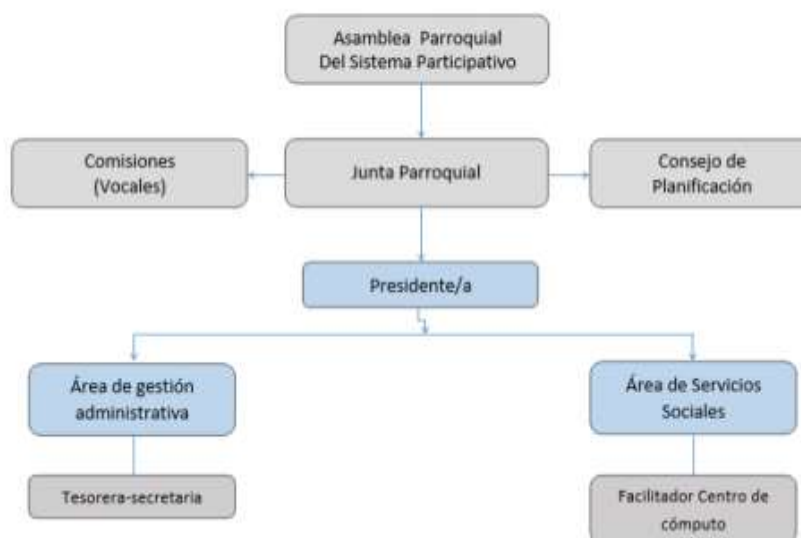 Asamblea Parroquial
Del Sistema Participativo
Comisiones
(Vocales)
Junta Parroquial
Consejo de
Planificación
Presidente/a
Área de gestión
administrativa
Área de Servicios
Sociales
Tesorera-secretaria
Facilitador Centro de
cómputo